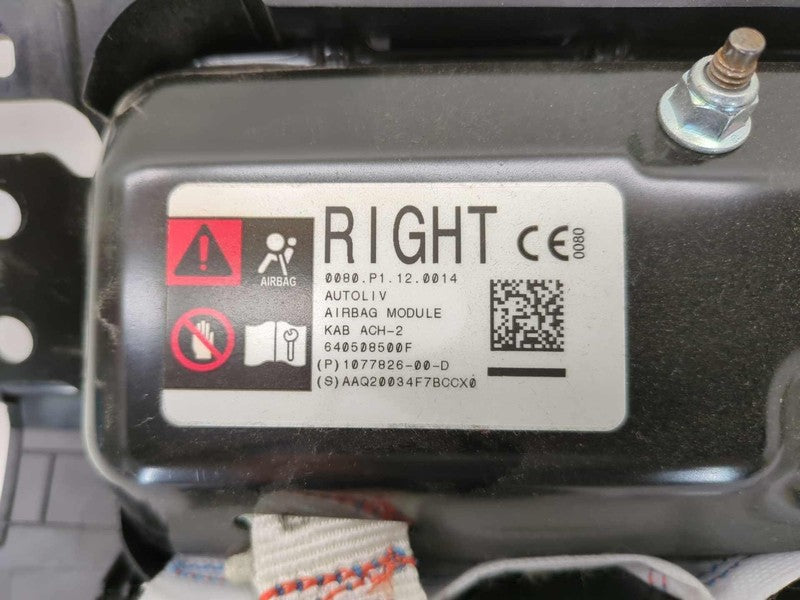 RIGHT CE 0080
AIRBAG
0080.P1.12.0014
AUTOLIV
AIRBAG MODULE
KAB ACH-2
640508500F
(P)1077826-00-D
(S)AAQ20034F7BCCX0